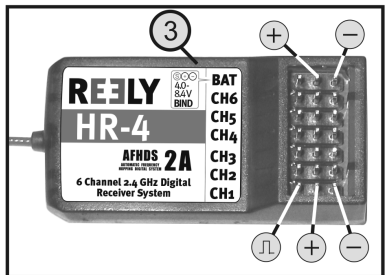 3
+
−
REELY
HR-4
4.0-
8.4V
BIND
BAT
CH6
CH5
CH4
CH3
CH2
CH1
AFHDS 2A
AUTOMATIC FREQUENCY
HOPPING DIGITAL SYSTEM
6 Channel 2.4 GHz Digital
Receiver System
+
−